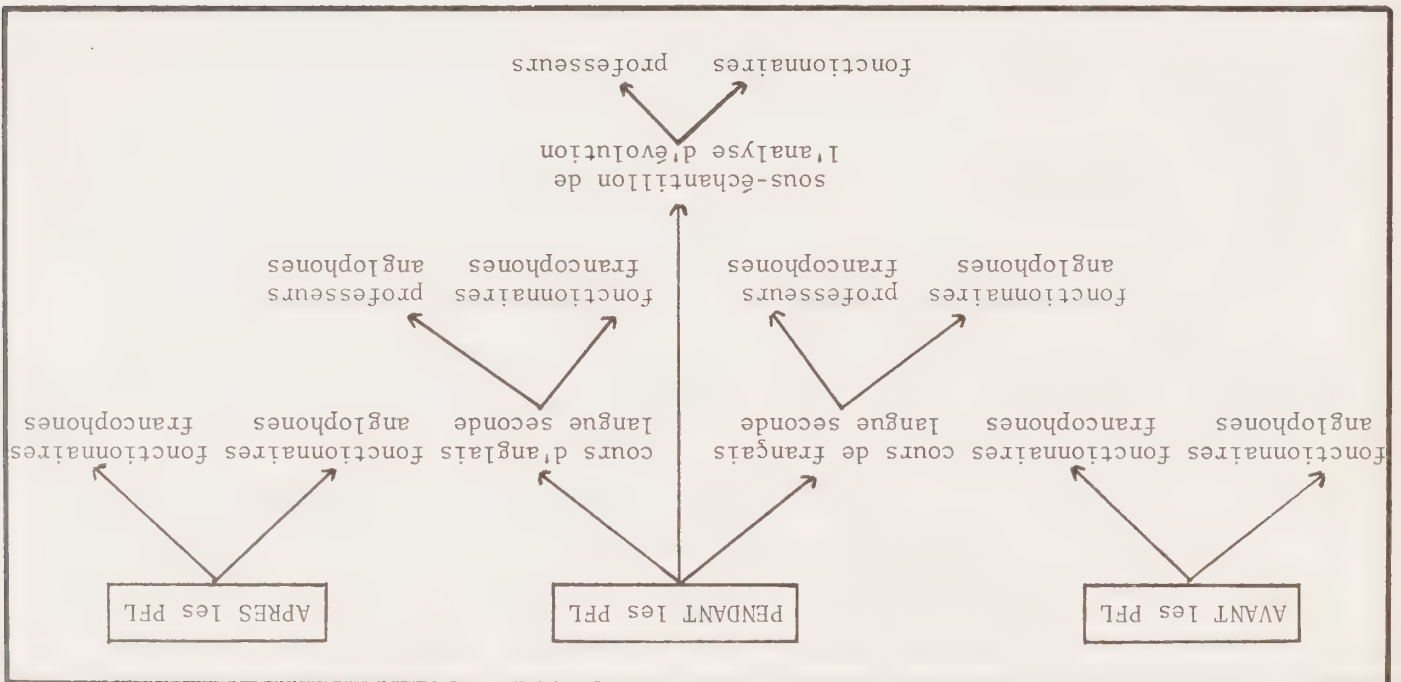 AVANT les PFL
PENDANT les PFL
APRES les PFL
fonctionnaires
anglophones
fonctionnaires
francophones
cours de français
langue seconde
cours d'anglais
langue seconde
fonctionnaires
anglophones
fonctionnaires
francophones
fonctionnaires
anglophones
professeurs
francophones
fonctionnaires
francophones
professeurs
anglophones
sous-échantillon de
l'analyse d'évolution
fonctionnaires
professeurs